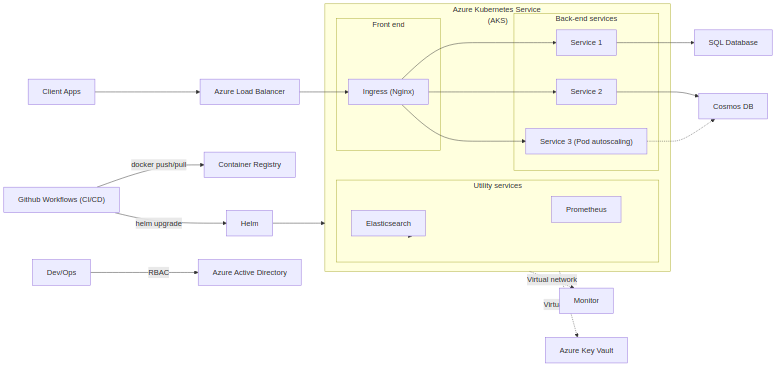 Azure Kubernetes Service
(AKS)
Front end
Back-end services
Service 1
SQL Database
Client Apps
Azure Load Balancer
Ingress (Nginx)
Service 2
Cosmos DB
Service 3 (Pod autoscaling)
docker push/pull
Container Registry
Github Workflows (CI/CD)
helm upgrade
Helm
Utility services
Elasticsearch
Prometheus
Dev/Ops
RBAC
Azure Active Directory
Virtual network
Monitor
Azure Key Vault